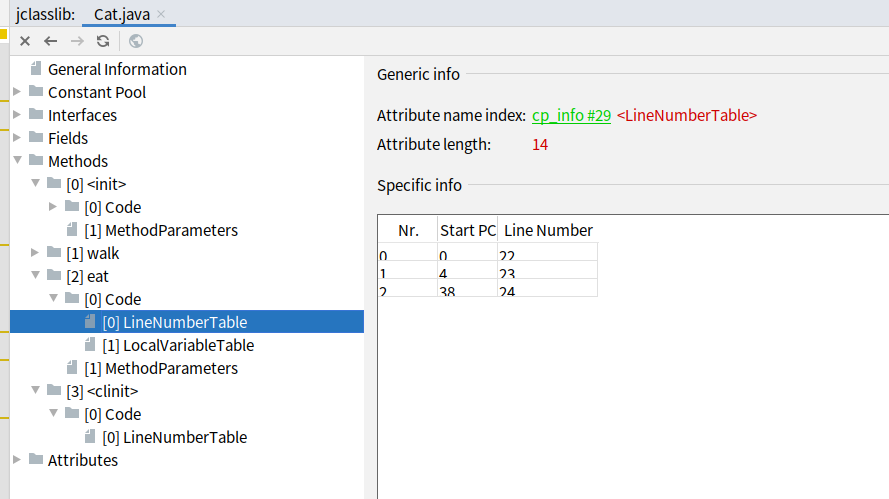 jclasslib: Cat.java
General Information
Constant Pool
Interfaces
Fields
Methods
[0] <init>
[0] Code
[1] MethodParameters
[1] walk
[2] eat
[0] Code
[0] LineNumberTable
[1] LocalVariableTable
[1] MethodParameters
[3] <clinit>
[0] Code
[0] LineNumberTable
Attributes
Generic info
Attribute name index: cp_info #29 <LineNumberTable>
Attribute length: 14
Specific info
Nr. Start PC Line Number
0 0 22
1 4 23
2 38 24